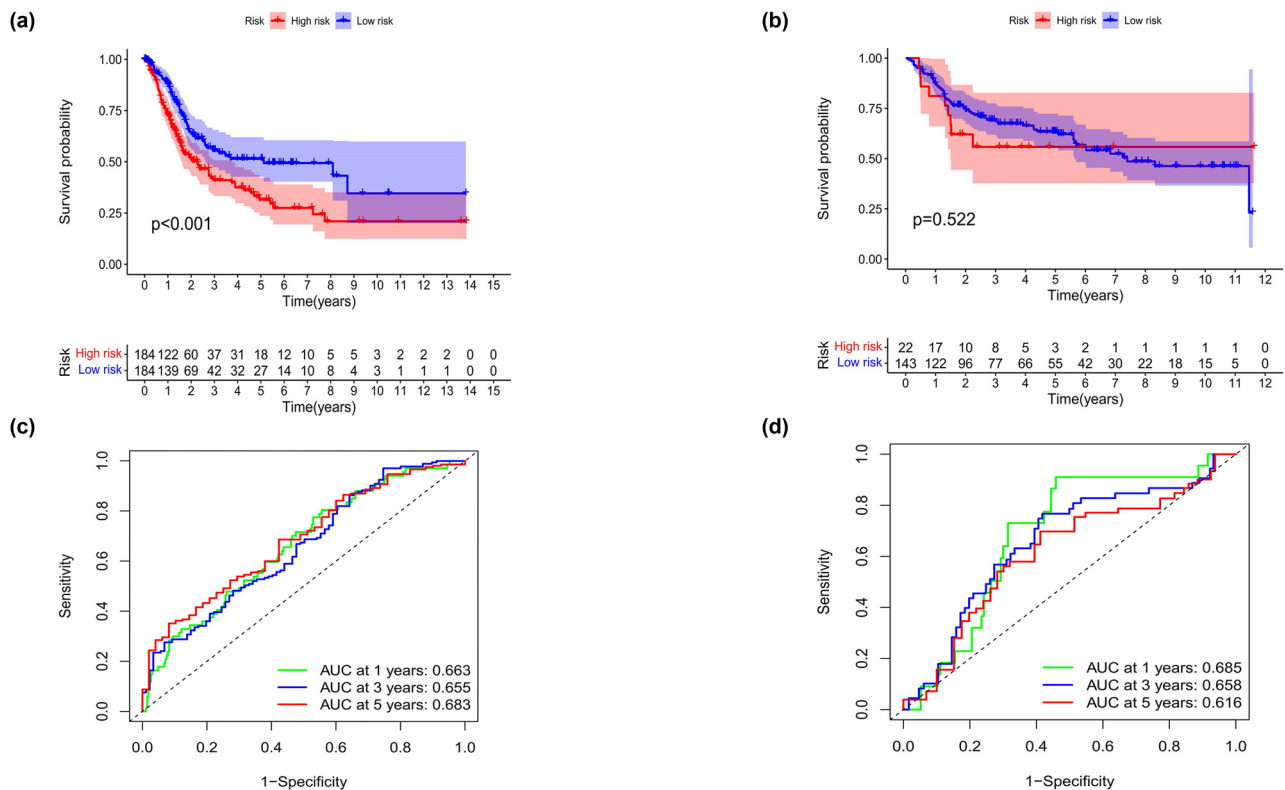 (a)
Risk High risk Low risk
Survival probability
1.00
0.75
0.50
0.25
0.00
p<0.001
0 1 2 3 4 5 6 7 8 9 10 11 12 13 14 15
Time(years)
Risk
High risk 184 122 60 37 31 18 12 10 5 5 3 2 2 2 0 0
Low risk 184 139 69 42 32 27 14 10 8 4 3 1 1 1 0 0
0 1 2 3 4 5 6 7 8 9 10 11 12 13 14 15
Time(years)
(b)
Risk High risk Low risk
Survival probability
1.00
0.75
0.50
0.25
0.00
p=0.522
0 1 2 3 4 5 6 7 8 9 10 11 12
Time(years)
Risk
High risk 22 17 10 8 5 3 2 1 1 1 1 1 0
Low risk 143 122 96 77 66 55 42 30 22 18 15 5 0
0 1 2 3 4 5 6 7 8 9 10 11 12
Time(years)
(c)
Sensitivity
1.0
0.8
0.6
0.4
0.2
0.0
AUC at 1 years: 0.663
AUC at 3 years: 0.655
AUC at 5 years: 0.683
0.0 0.2 0.4 0.6 0.8 1.0
1−Specificity
(d)
Sensitivity
1.0
0.8
0.6
0.4
0.2
0.0
AUC at 1 years: 0.685
AUC at 3 years: 0.658
AUC at 5 years: 0.616
0.0 0.2 0.4 0.6 0.8 1.0
1−Specificity